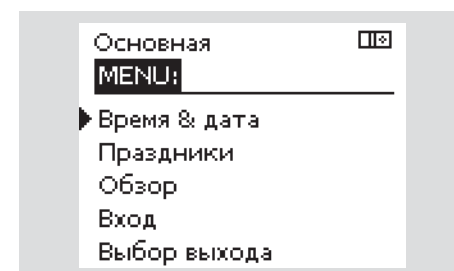 Основная
MENU:
Время & дата
Праздники
Обзор
Вход
Выбор выхода